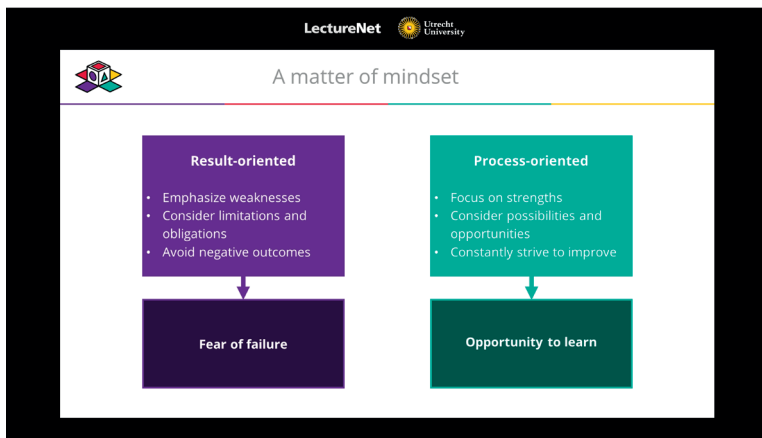 LectureNet
Utrecht
University
A matter of mindset
Result-oriented
• Emphasize weaknesses
• Consider limitations and
obligations
• Avoid negative outcomes
Fear of failure
Process-oriented
• Focus on strengths
• Consider possibilities and
opportunities
• Constantly strive to improve
Opportunity to learn